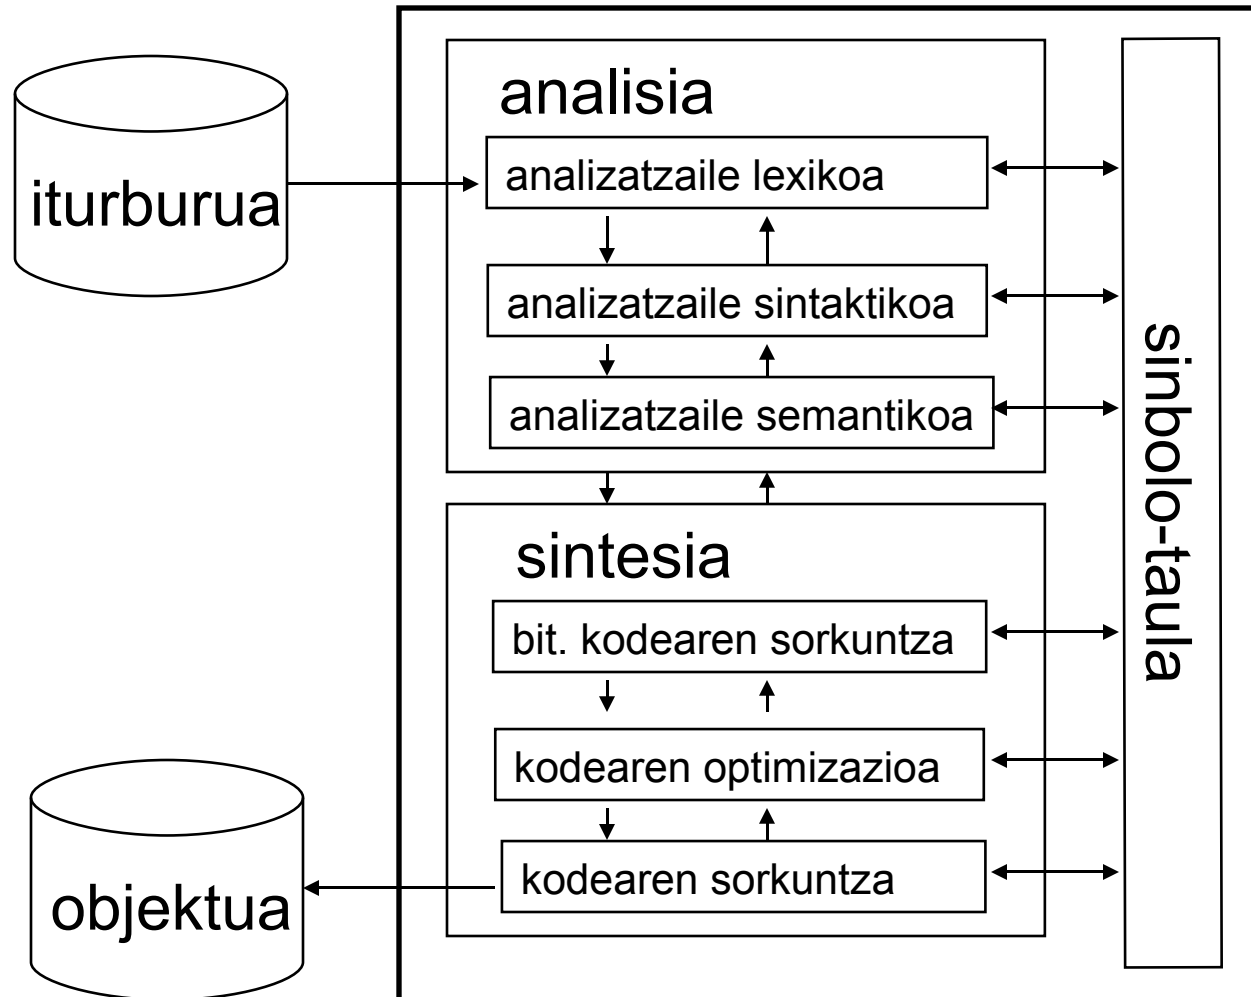 analisia
analizatzaile lexikoa
iturburua
analizatzaile sintaktikoa
analizatzaile semantikoa
sinbolo-taula
sintesia
bit. kodearen sorkuntza
kodearen optimizazioa
kodearen sorkuntza
objektua